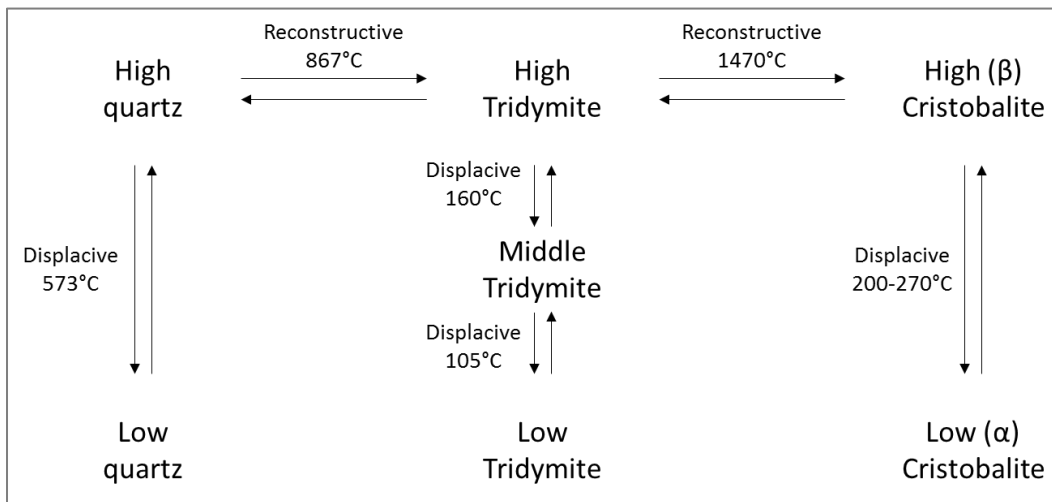 Reconstructive
867°C
Reconstructive
1470°C
High
quartz
High
Tridymite
High (β)
Cristobalite
Displacive
160°C
Displacive
573°C
Middle
Tridymite
Displacive
200-270°C
Displacive
105°C
Low
quartz
Low
Tridymite
Low (α)
Cristobalite